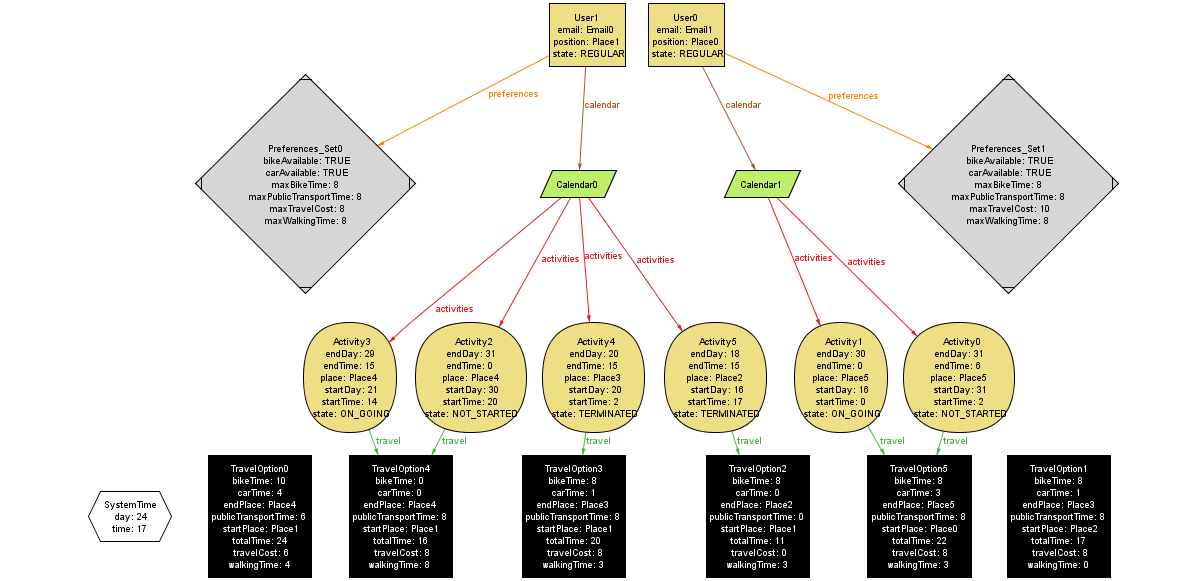 User1
email: Email0
position: Place1
state: REGULAR
User0
email: Email1
position: Place0
state: REGULAR
preferences
calendar
calendar
preferences
Preferences_Set0
bikeAvailable: TRUE
carAvailable: TRUE
maxBikeTime: 8
maxPublicTransportTime: 8
maxTravelCost: 8
maxWalkingTime: 8
Calendar0
Calendar1
Preferences_Set1
bikeAvailable: TRUE
carAvailable: TRUE
maxBikeTime: 8
maxPublicTransportTime: 8
maxTravelCost: 10
maxWalkingTime: 8
activities
activities
activities
activities
activities
activities
Activity3
endDay: 29
endTime: 15
place: Place4
startDay: 21
startTime: 14
state: ON_GOING
Activity2
endDay: 31
endTime: 0
place: Place4
startDay: 30
startTime: 20
state: NOT_STARTED
Activity4
endDay: 20
endTime: 15
place: Place3
startDay: 20
startTime: 2
state: TERMINATED
Activity5
endDay: 18
endTime: 15
place: Place2
startDay: 16
startTime: 17
state: TERMINATED
Activity1
endDay: 30
endTime: 0
place: Place5
startDay: 16
startTime: 0
state: ON_GOING
Activity0
endDay: 31
endTime: 6
place: Place5
startDay: 31
startTime: 2
state: NOT_STARTED
travel
travel
travel
travel
travel
travel
SystemTime
day: 24
time: 17
TravelOption0
bikeTime: 10
carTime: 4
endPlace: Place4
publicTransportTime: 6
startPlace: Place1
totalTime: 24
travelCost: 6
walkingTime: 4
TravelOption4
bikeTime: 0
carTime: 0
endPlace: Place4
publicTransportTime: 8
startPlace: Place1
totalTime: 16
travelCost: 8
walkingTime: 8
TravelOption3
bikeTime: 8
carTime: 1
endPlace: Place3
publicTransportTime: 8
startPlace: Place1
totalTime: 20
travelCost: 8
walkingTime: 3
TravelOption2
bikeTime: 8
carTime: 0
endPlace: Place2
publicTransportTime: 0
startPlace: Place1
totalTime: 11
travelCost: 0
walkingTime: 3
TravelOption5
bikeTime: 8
carTime: 3
endPlace: Place5
publicTransportTime: 8
startPlace: Place0
totalTime: 22
travelCost: 8
walkingTime: 3
TravelOption1
bikeTime: 8
carTime: 1
endPlace: Place3
publicTransportTime: 8
startPlace: Place2
totalTime: 17
travelCost: 8
walkingTime: 0